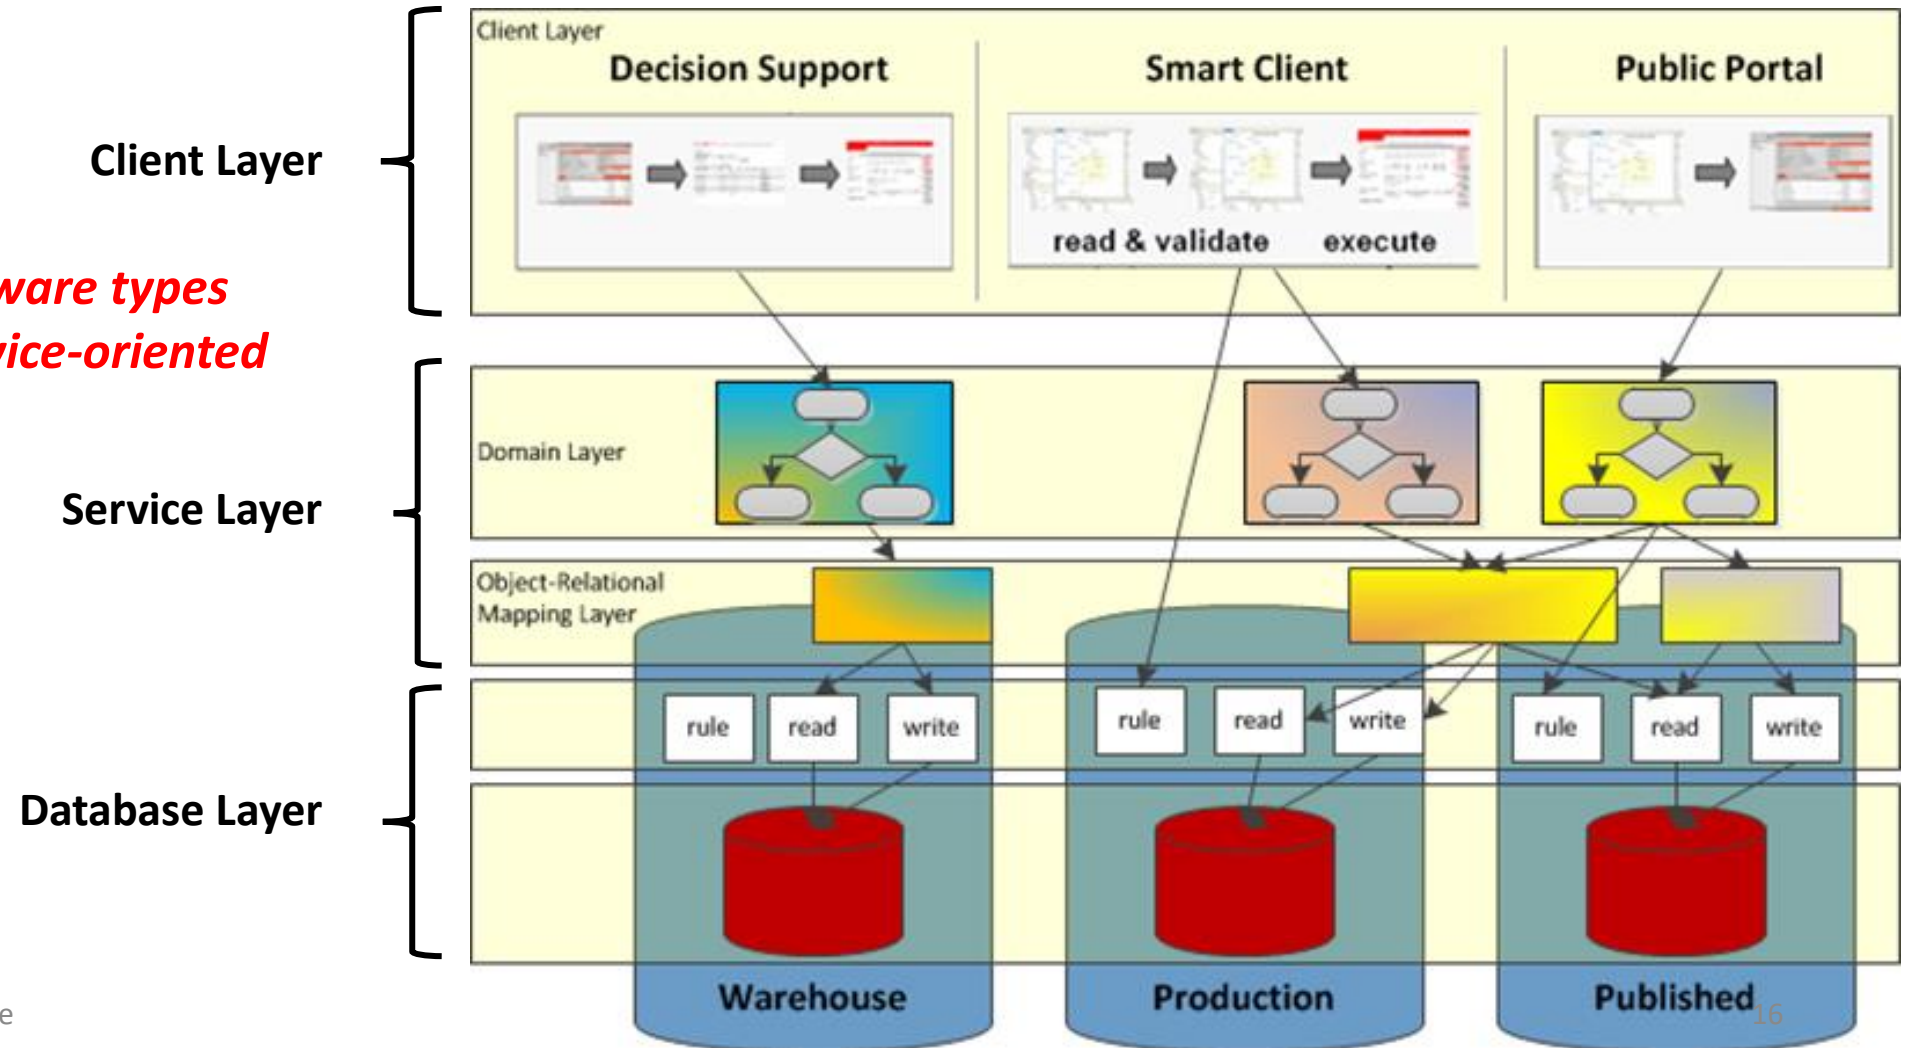 Client Layer
Decision Support
Smart Client
Public Portal
Client Layer
read & validate
execute
ware types
vice-oriented
Domain Layer
Service Layer
Object-Relational
Mapping Layer
rule
read
write
rule
read
write
rule
read
write
Database Layer
Warehouse
Production
Published
e
16